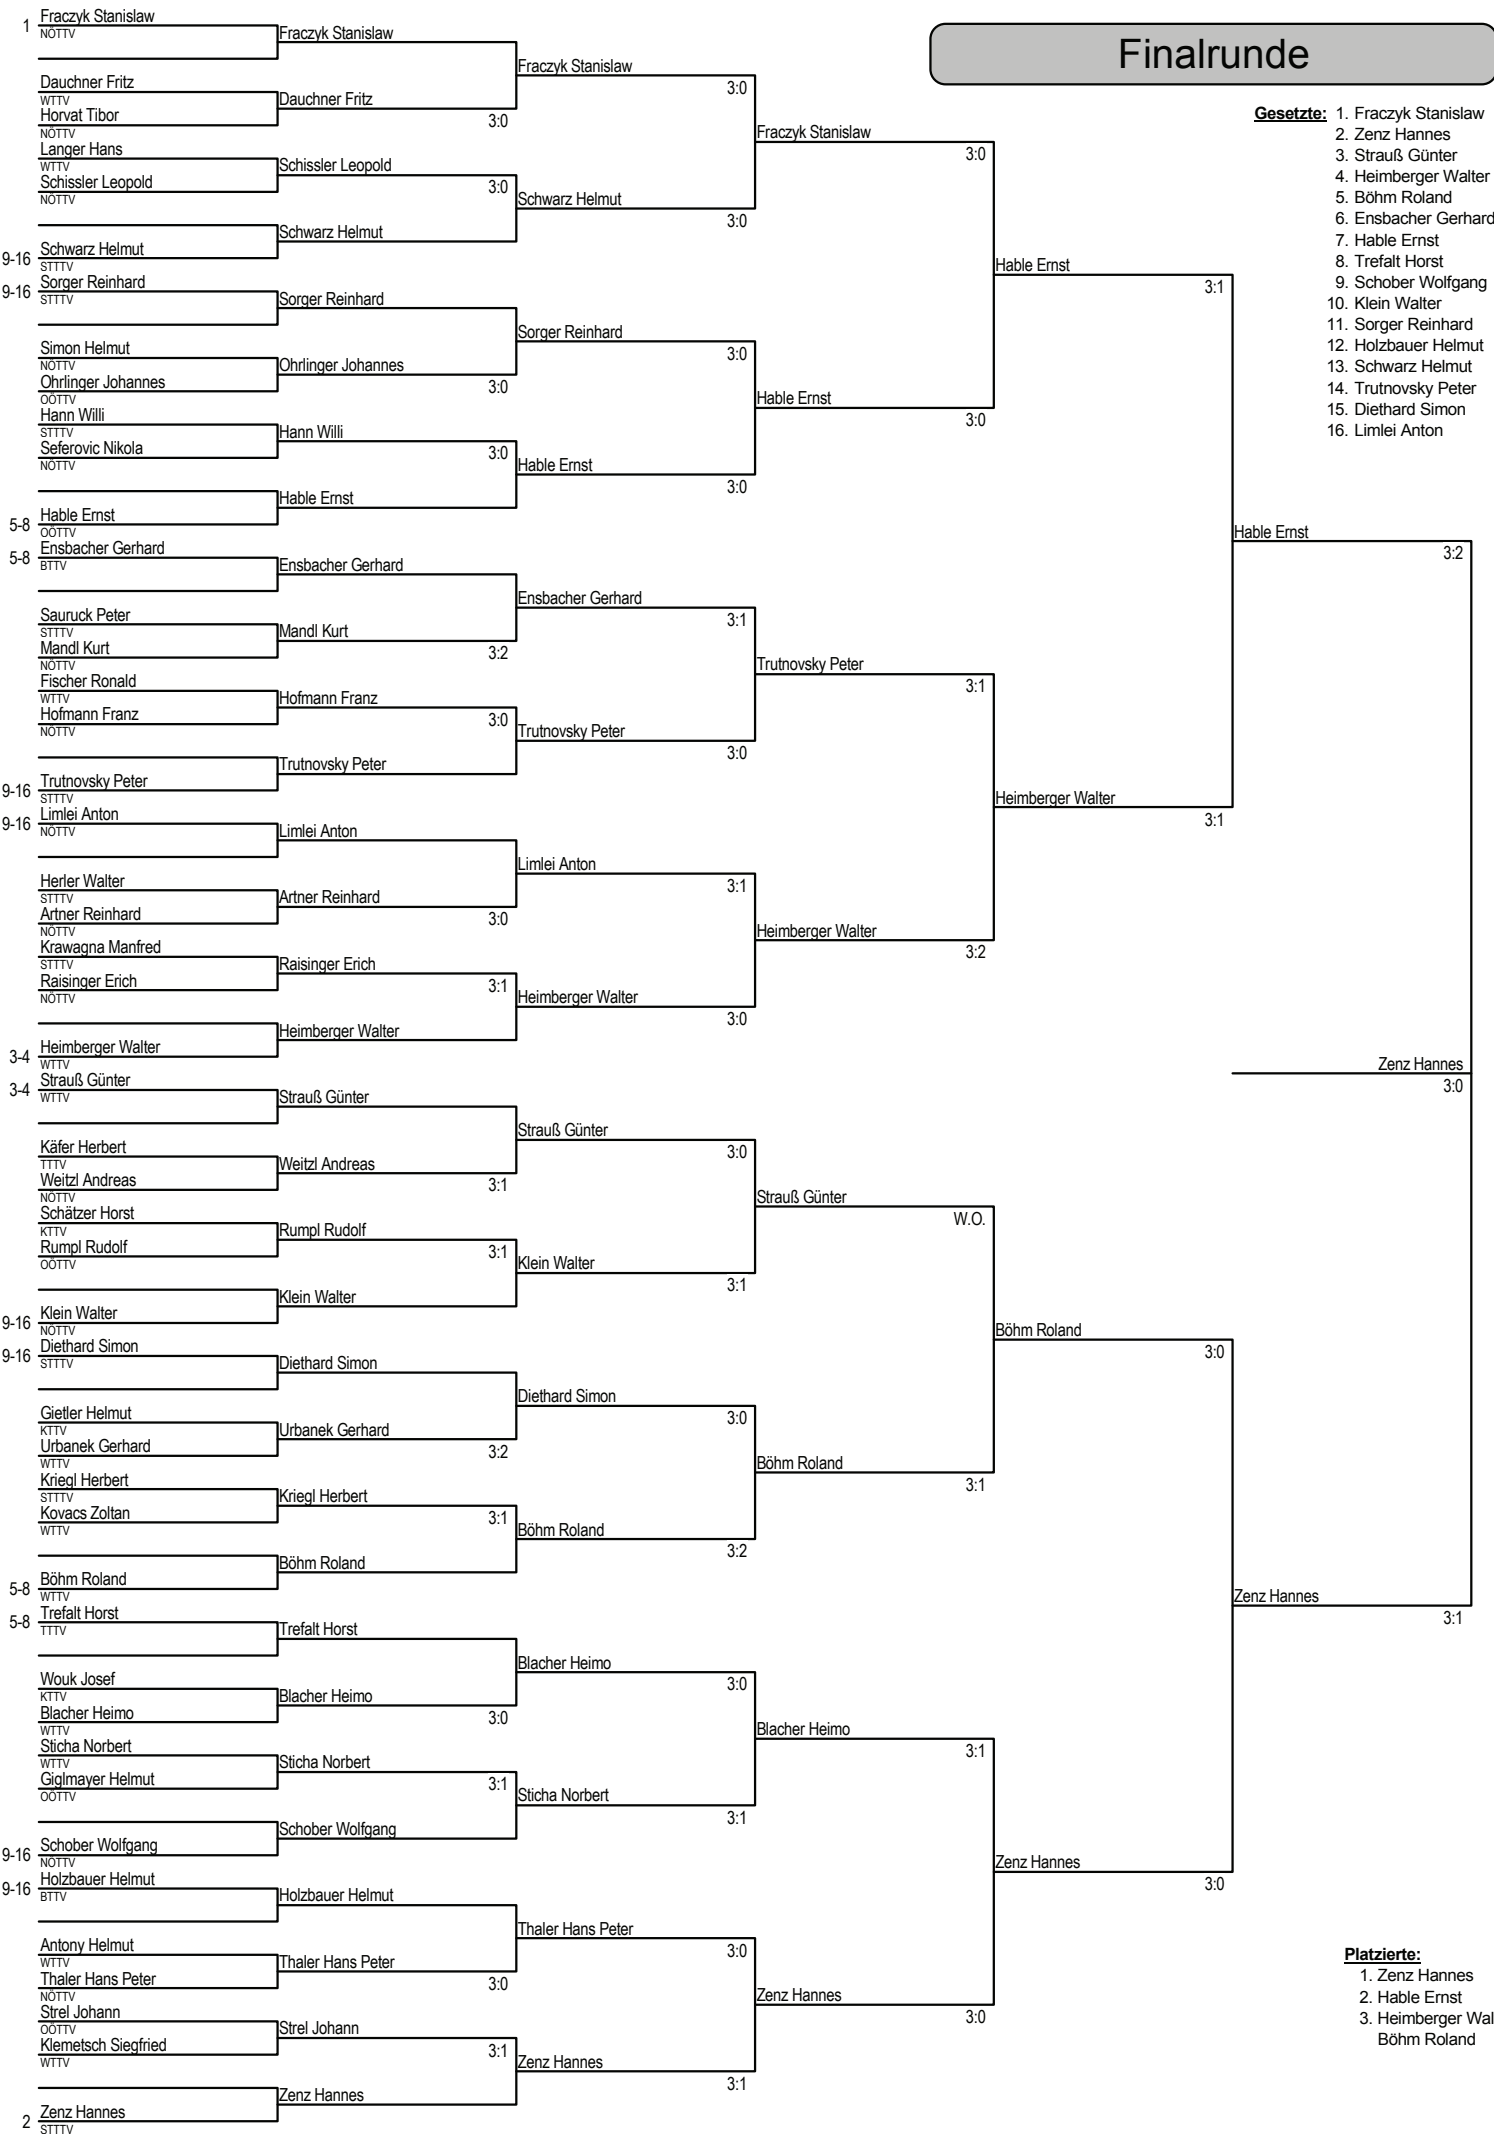 Finalrunde
Gesetzte: 1. Fraczyk Stanislaw
2. Zenz Hannes
3. Strauß Günter
4. Heimberger Walter
5. Böhm Roland
6. Ensbacher Gerhard
7. Hable Ernst
8. Trefalt Horst
9. Schober Wolfgang
10. Klein Walter
11. Sorger Reinhard
12. Holzbauer Helmut
13. Schwarz Helmut
14. Trutnovsky Peter
15. Diethard Simon
16. Limlei Anton
1 Fraczyk Stanislaw
NÖTTV
Dauchner Fritz
WTTV
Horvat Tibor
NÖTTV
Langer Hans
WTTV
Schissler Leopold
NÖTTV
9-16 Schwarz Helmut
STTTV
9-16 Sorger Reinhard
STTTV
Simon Helmut
NÖTTV
Ohrlinger Johannes
OÖTTV
Hann Willi
STTTV
Seferovic Nikola
NÖTTV
5-8 Hable Ernst
OÖTTV
5-8 Ensbacher Gerhard
BTTV
Sauruck Peter
STTTV
Mandl Kurt
NÖTTV
Fischer Ronald
WTTV
Hofmann Franz
NÖTTV
9-16 Trutnovsky Peter
STTTV
9-16 Limlei Anton
NÖTTV
Herler Walter
STTTV
Artner Reinhard
NÖTTV
Krawagna Manfred
STTTV
Raisinger Erich
NÖTTV
3-4 Heimberger Walter
WTTV
3-4 Strauß Günter
WTTV
Käfer Herbert
TTTV
Weitzl Andreas
NÖTTV
Schätzer Horst
KTTV
Rumpl Rudolf
OÖTTV
9-16 Klein Walter
NÖTTV
9-16 Diethard Simon
STTTV
Gietler Helmut
KTTV
Urbanek Gerhard
WTTV
Kriegl Herbert
STTTV
Kovacs Zoltan
WTTV
5-8 Böhm Roland
WTTV
5-8 Trefalt Horst
TTTV
Wouk Josef
KTTV
Blacher Heimo
WTTV
Sticha Norbert
WTTV
Giglmayer Helmut
OÖTTV
9-16 Schober Wolfgang
NÖTTV
9-16 Holzbauer Helmut
BTTV
Antony Helmut
WTTV
Thaler Hans Peter
NÖTTV
Strel Johann
OÖTTV
Klemetsch Siegfried
WTTV
2 Zenz Hannes
STTTV
Fraczyk Stanislaw
Dauchner Fritz
3:0
Schissler Leopold
3:0
Schwarz Helmut
Sorger Reinhard
Ohrlinger Johannes
3:0
Hann Willi
3:0
Hable Ernst
Ensbacher Gerhard
Mandl Kurt
3:2
Hofmann Franz
3:0
Trutnovsky Peter
Limlei Anton
Artner Reinhard
3:0
Raisinger Erich
3:1
Heimberger Walter
Strauß Günter
Weitzl Andreas
3:1
Rumpl Rudolf
3:1
Klein Walter
Diethard Simon
Urbanek Gerhard
3:2
Kriegl Herbert
3:1
Böhm Roland
Trefalt Horst
Blacher Heimo
3:0
Sticha Norbert
3:1
Schober Wolfgang
Holzbauer Helmut
Thaler Hans Peter
3:0
Strel Johann
3:1
Zenz Hannes
Fraczyk Stanislaw
3:0
Schwarz Helmut
3:0
Sorger Reinhard
3:0
Hable Ernst
3:0
Ensbacher Gerhard
3:1
Trutnovsky Peter
3:0
Limlei Anton
3:1
Heimberger Walter
3:0
Strauß Günter
3:0
Klein Walter
3:1
Diethard Simon
3:0
Böhm Roland
3:2
Blacher Heimo
3:0
Sticha Norbert
3:1
Thaler Hans Peter
3:0
Zenz Hannes
3:1
Fraczyk Stanislaw
3:0
Hable Ernst
3:0
Trutnovsky Peter
3:1
Heimberger Walter
3:2
Strauß Günter
W.O.
Böhm Roland
3:1
Blacher Heimo
3:1
Zenz Hannes
3:0
Hable Ernst
3:1
Heimberger Walter
3:1
Böhm Roland
3:0
Zenz Hannes
3:0
Hable Ernst
3:2
Zenz Hannes
3:1
Zenz Hannes
3:0
Platzierte:
1. Zenz Hannes
2. Hable Ernst
3. Heimberger Wal
Böhm Roland